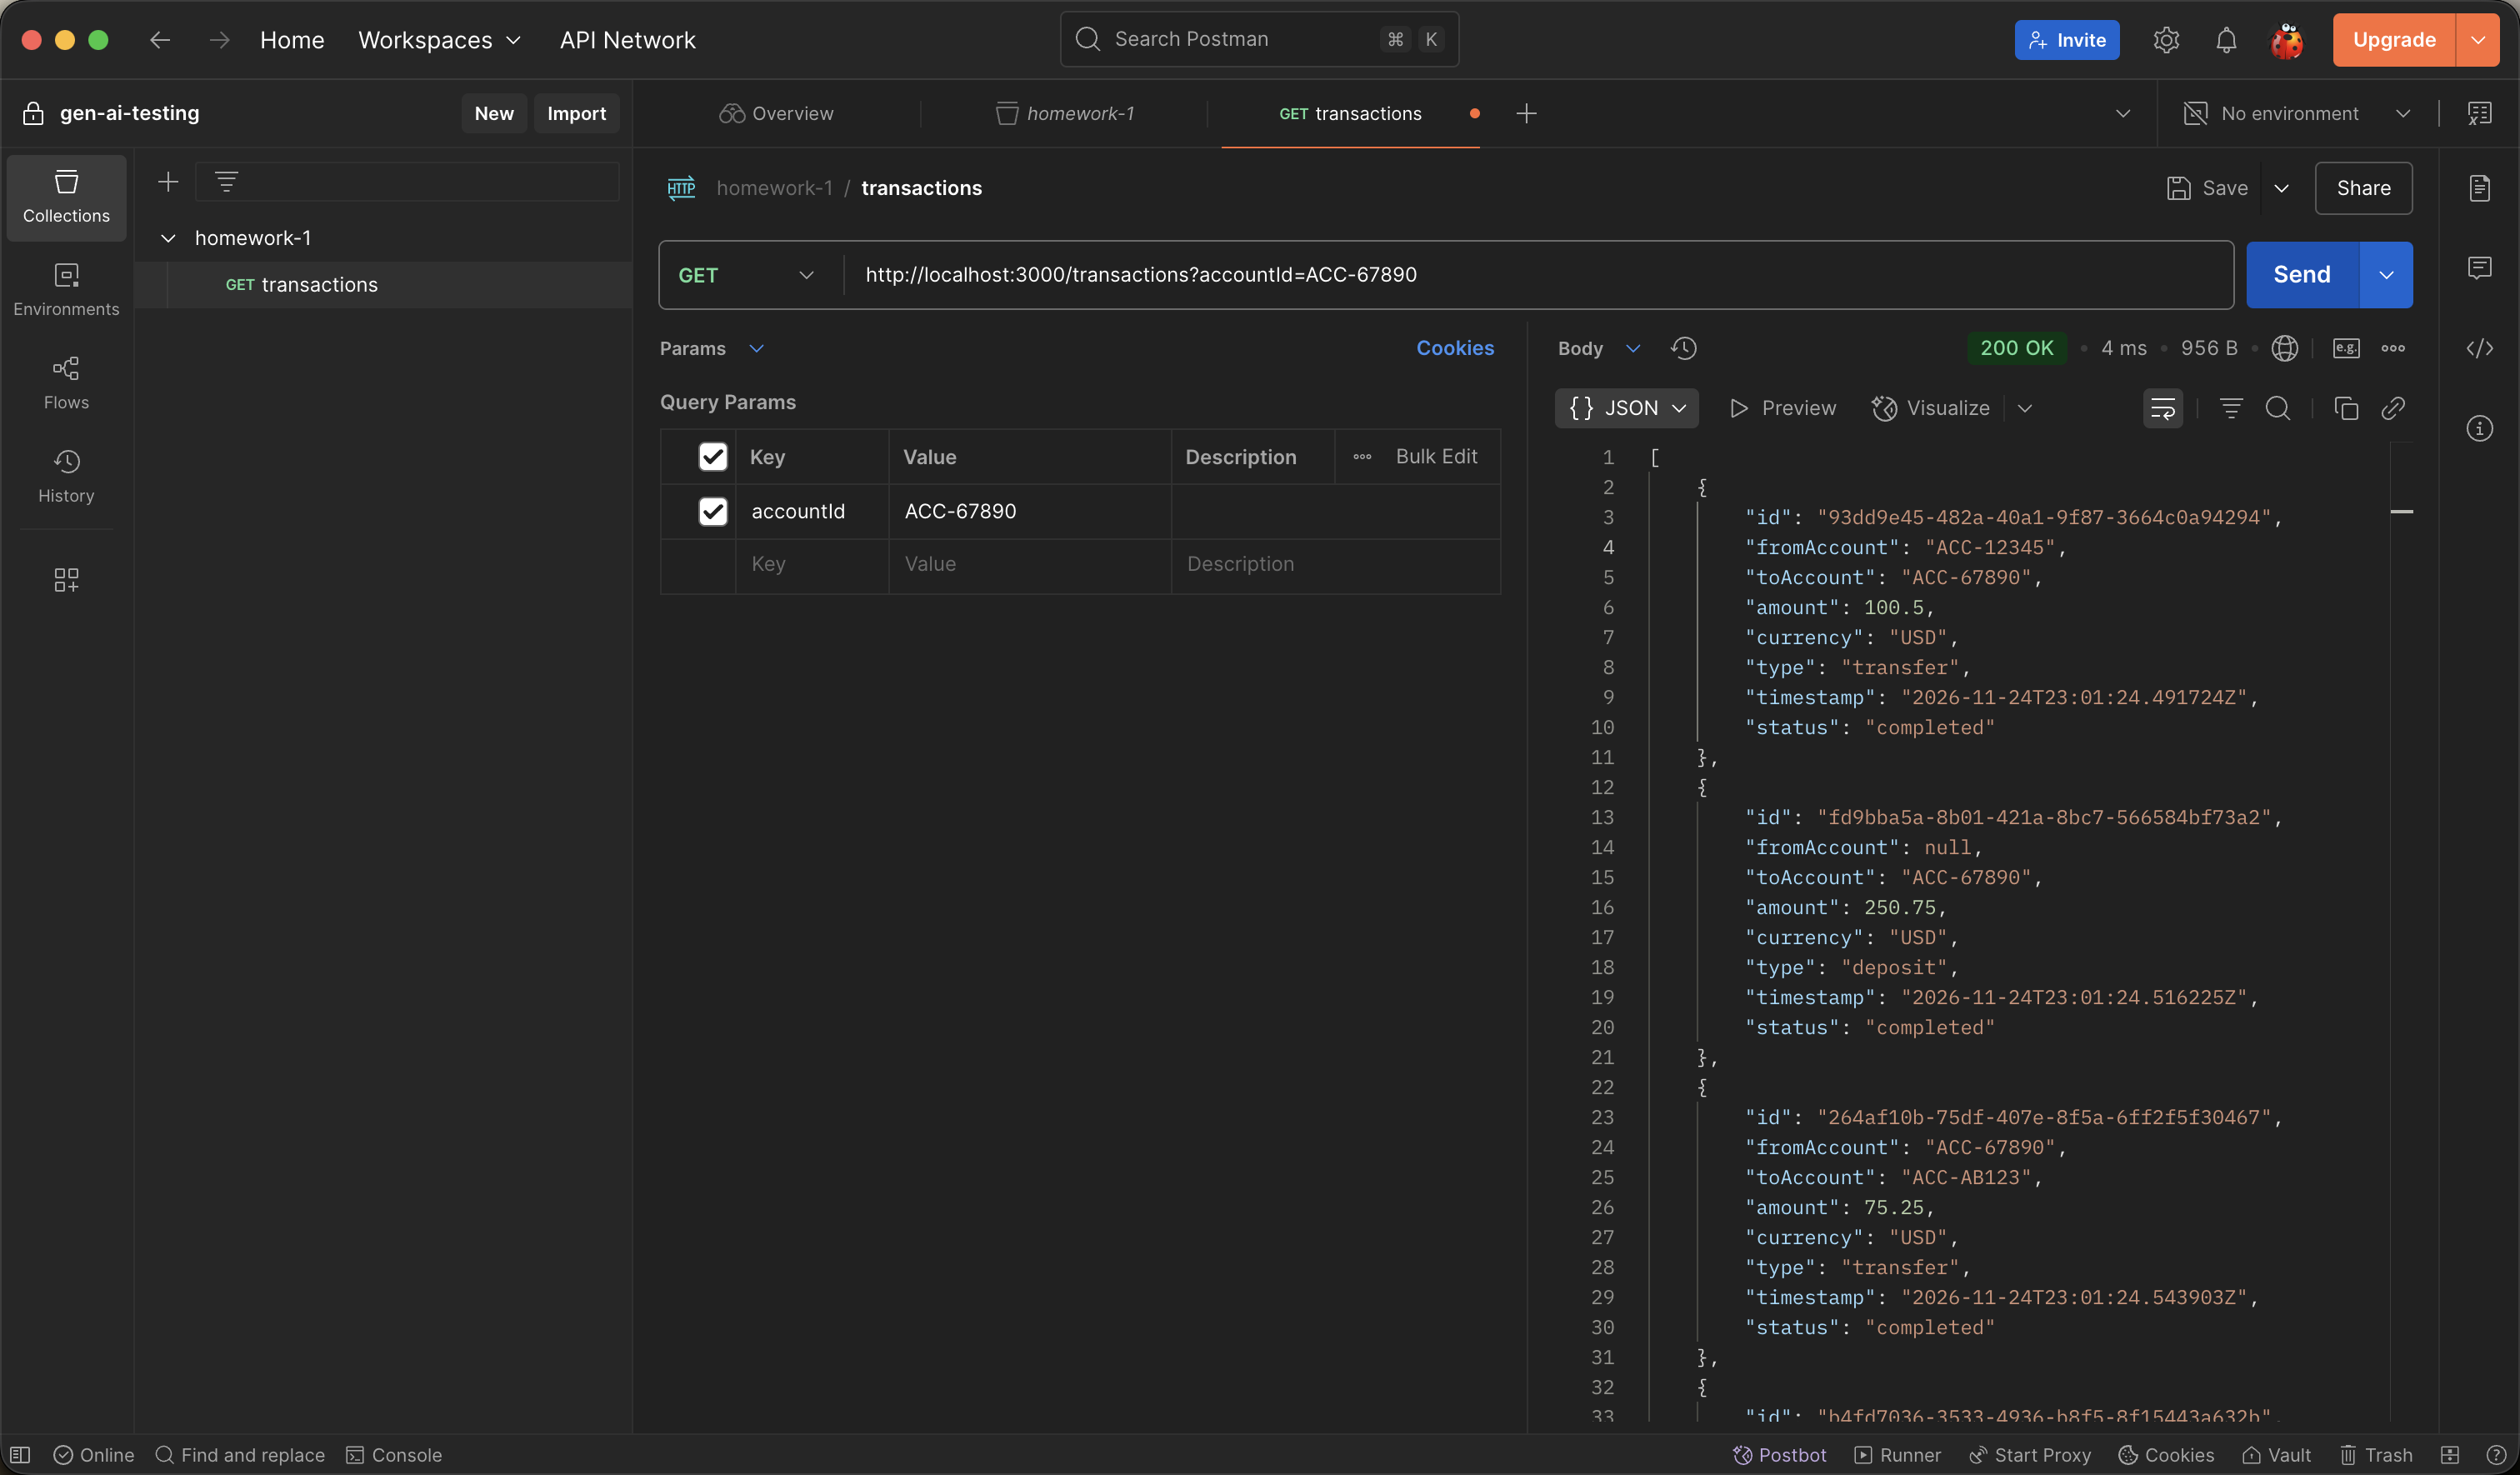 Home Workspaces API Network
Search Postman ⌘ K
Invite Upgrade
gen-ai-testing New Import
Overview homework-1 GET transactions No environment
Collections
Environments
Flows
History
homework-1
GET transactions
HTTP homework-1 / transactions Save Share
GET http://localhost:3000/transactions?accountId=ACC-67890 Send
Params Cookies
Query Params
Key Value Description Bulk Edit
accountId ACC-67890
Key Value Description
Body 200 OK • 4 ms • 956 B • e.g.
{} JSON Preview Visualize
1 [
2 {
3 "id": "93dd9e45-482a-40a1-9f87-3664c0a94294",
4 "fromAccount": "ACC-12345",
5 "toAccount": "ACC-67890",
6 "amount": 100.5,
7 "currency": "USD",
8 "type": "transfer",
9 "timestamp": "2026-11-24T23:01:24.491724Z",
10 "status": "completed"
11 },
12 {
13 "id": "fd9bba5a-8b01-421a-8bc7-566584bf73a2",
14 "fromAccount": null,
15 "toAccount": "ACC-67890",
16 "amount": 250.75,
17 "currency": "USD",
18 "type": "deposit",
19 "timestamp": "2026-11-24T23:01:24.516225Z",
20 "status": "completed"
21 },
22 {
23 "id": "264af10b-75df-407e-8f5a-6ff2f5f30467",
24 "fromAccount": "ACC-67890",
25 "toAccount": "ACC-AB123",
26 "amount": 75.25,
27 "currency": "USD",
28 "type": "transfer",
29 "timestamp": "2026-11-24T23:01:24.543903Z",
30 "status": "completed"
31 },
32 {
33 "id": "b4fd7036-3533-4936-b8f5-8f15443a632b",
Online Find and replace Console Postbot Runner Start Proxy Cookies Vault Trash